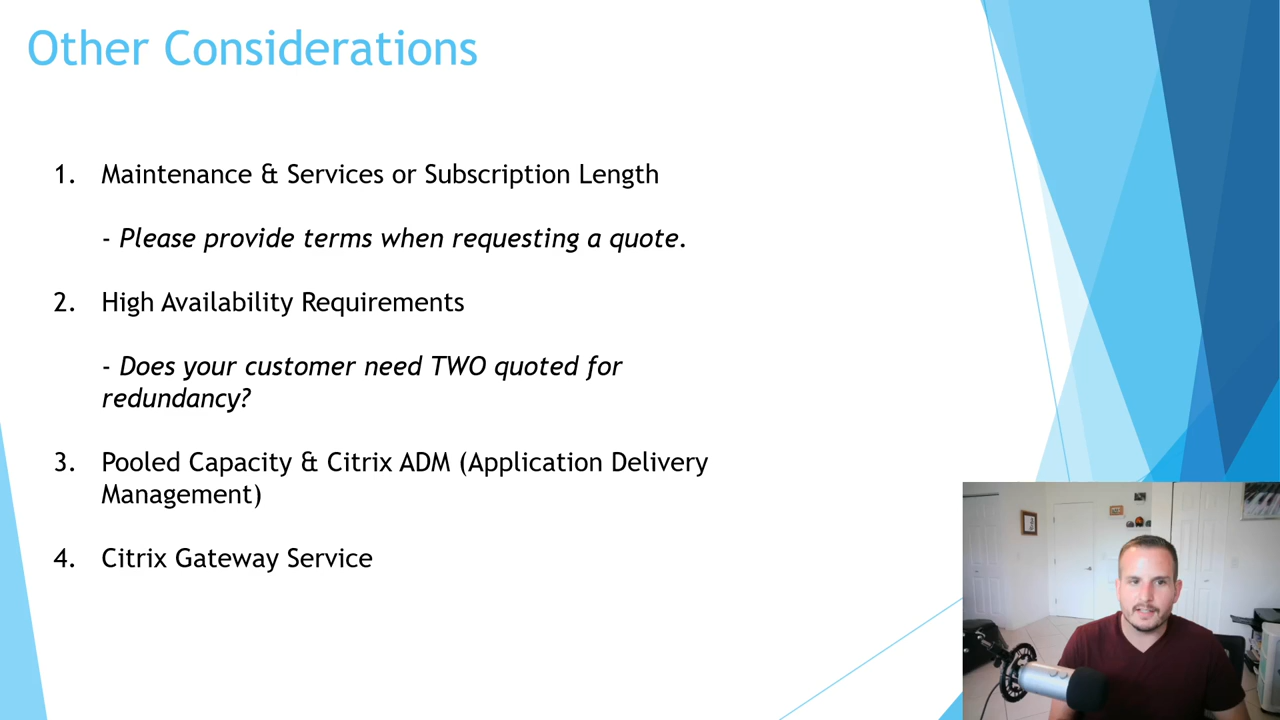 Other Considerations
1. Maintenance & Services or Subscription Length
- Please provide terms when requesting a quote.
2. High Availability Requirements
- Does your customer need TWO quoted for
redundancy?
3. Pooled Capacity & Citrix ADM (Application Delivery
Management)
4. Citrix Gateway Service